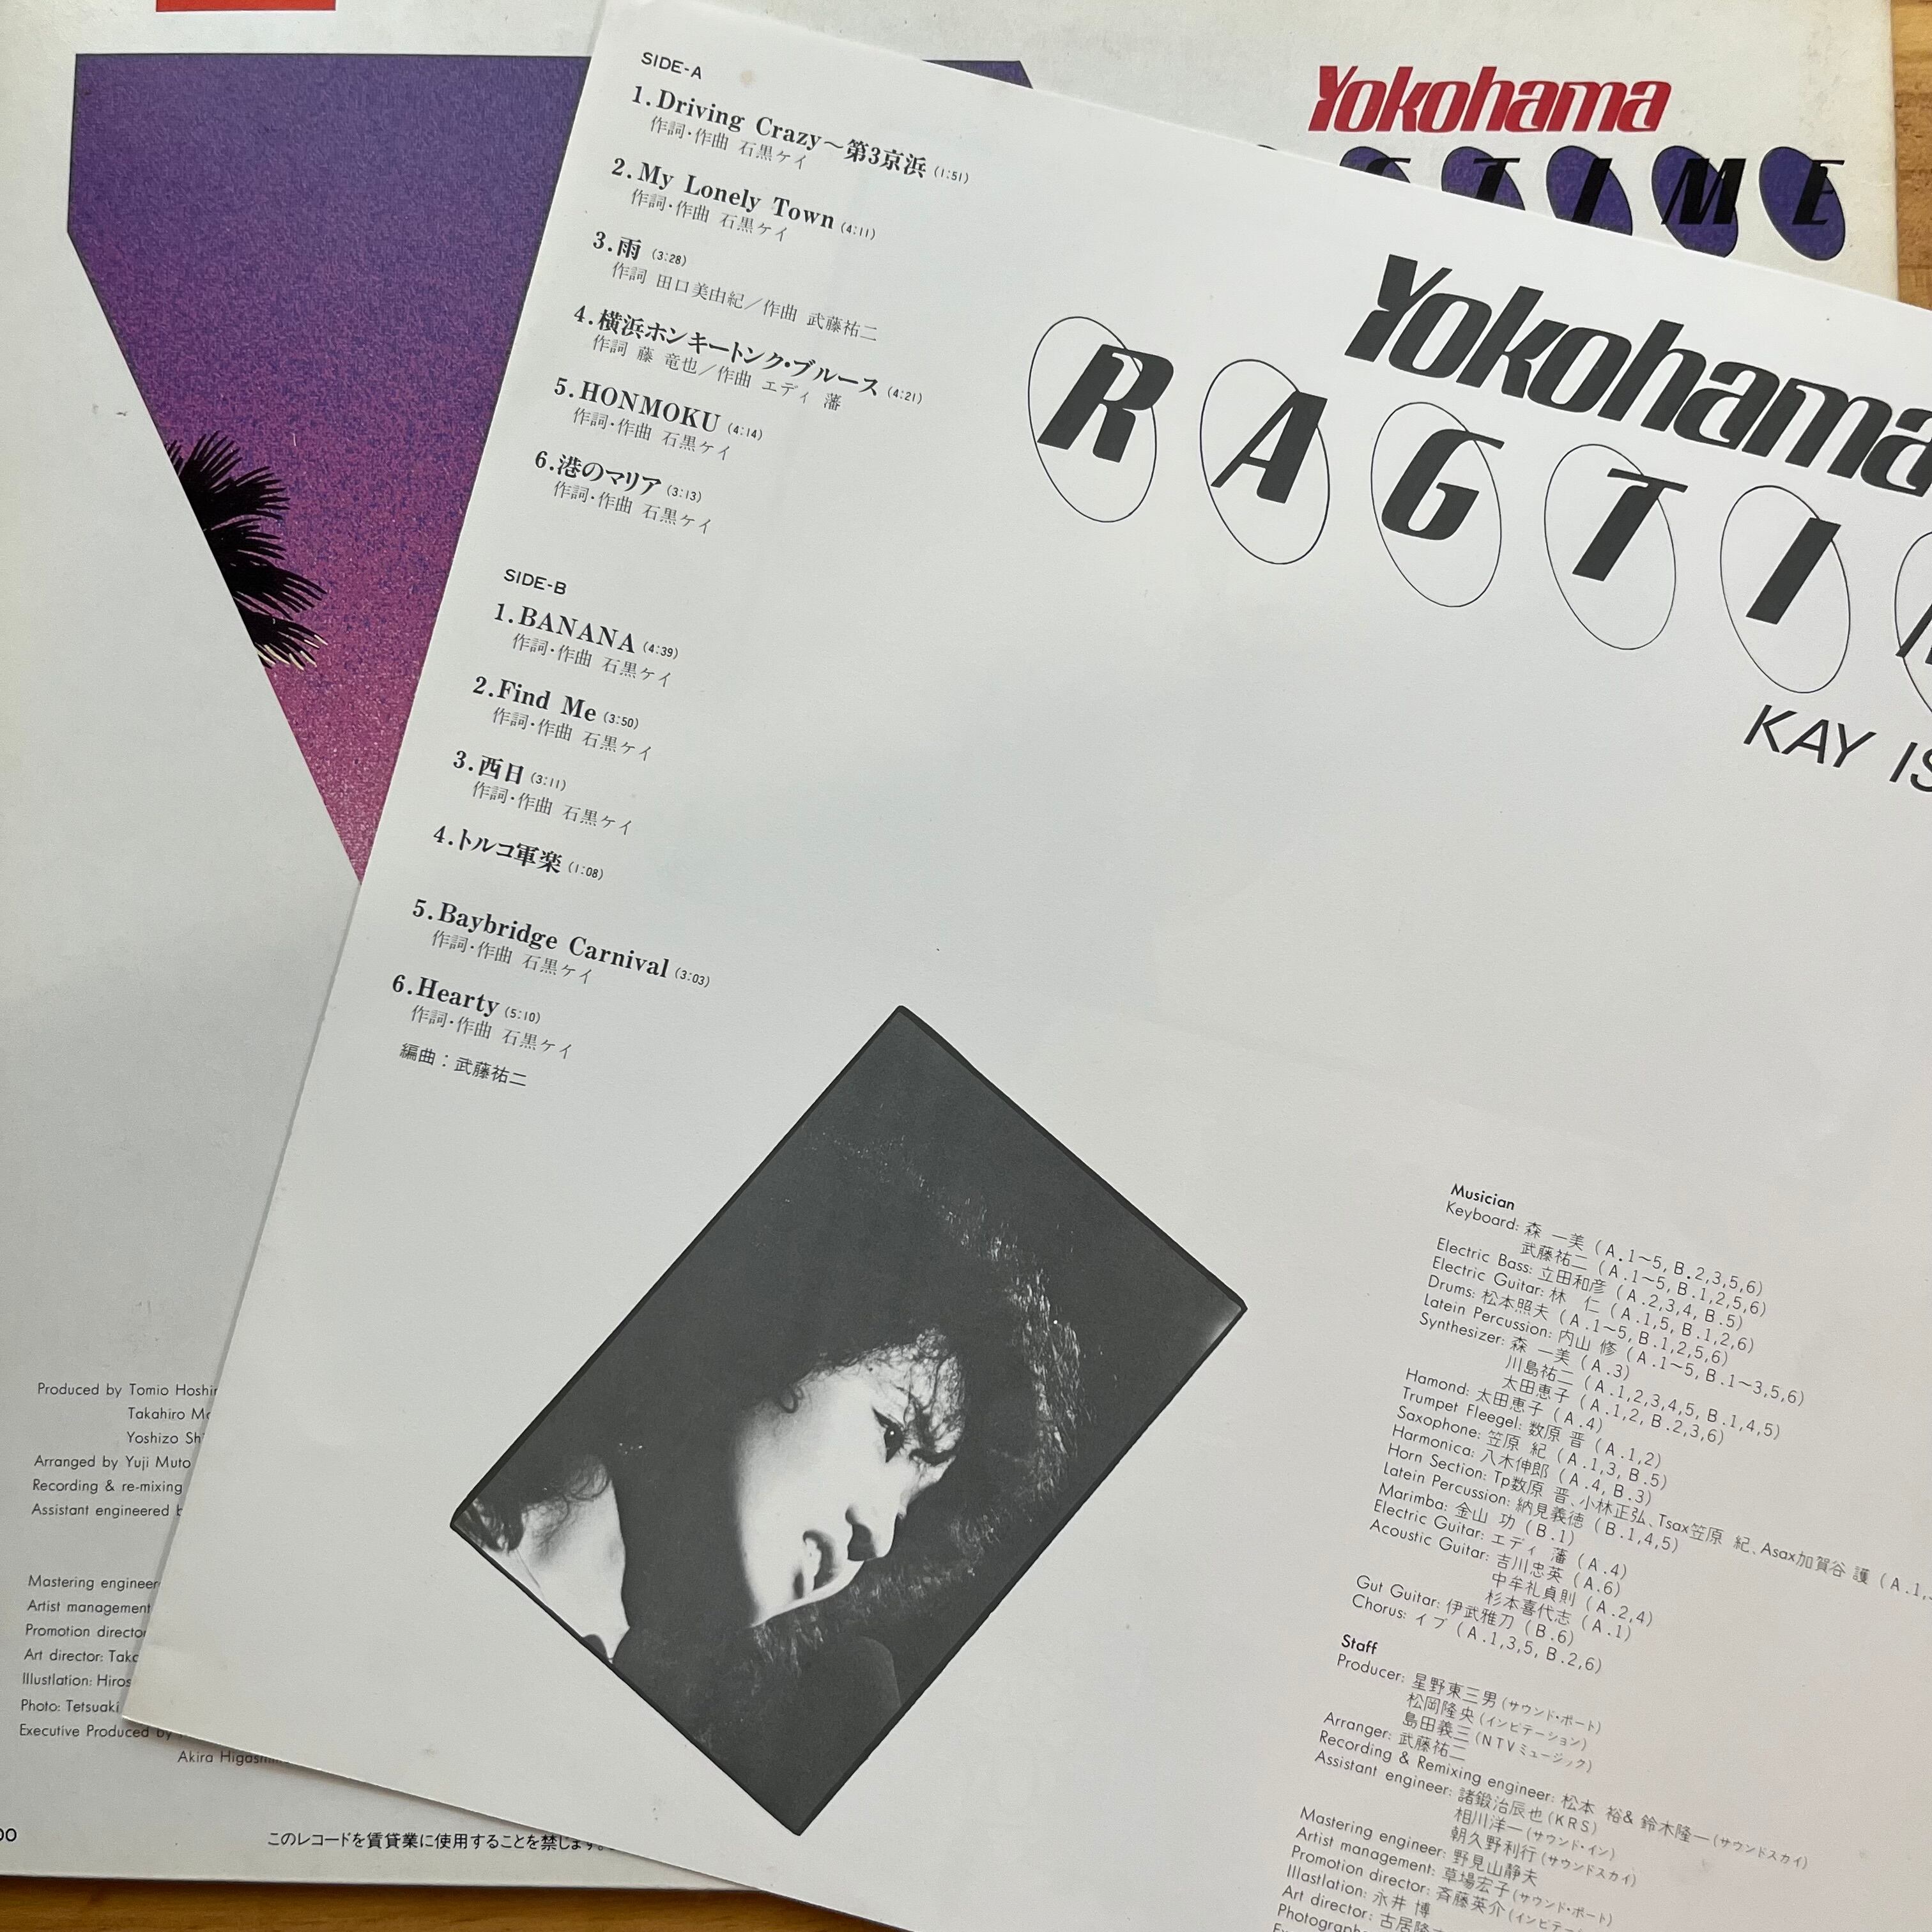 Yokohama
TIME
SIDE-A
1.Driving Crazy〜第3京浜 (1:51)
作詞・作曲 石黒ケイ
2.My Lonely Town (4:11)
作詞・作曲 石黒ケイ
3.雨 (3:28)
作詞 田口美由紀／作曲 武藤祐二
4.横浜ホンキートンク・ブルース (4:21)
作詞 藤 竜也／作曲 エディ 藩
5.HONMOKU (4:14)
作詞・作曲 石黒ケイ
6.港のマリア (3:13)
作詞・作曲 石黒ケイ
SIDE-B
1.BANANA (4:39)
作詞・作曲 石黒ケイ
2.Find Me (3:50)
作詞・作曲 石黒ケイ
3.西日 (3:11)
作詞・作曲 石黒ケイ
4.トルコ軍楽 (1:08)
5.Baybridge Carnival (3:03)
作詞・作曲 石黒ケイ
6.Hearty (5:10)
作詞・作曲 石黒ケイ
編曲：武藤祐二
Yokohama
RAGTI
KAY IS
Musician
Keyboard: 森 一美 (A.1〜5, B.2,3,5,6)
武藤祐二 (A.1〜5, B.1,2,5,6)
Electric Bass: 立田和彦 (A.2,3,4, B.5)
Electric Guitar: 林 仁 (A.1,5, B.1,2,6)
Drums: 松本照夫 (A.1〜5, B.1,2,5,6)
Latein Percussion: 内山 修 (A.1〜5, B.1〜3,5,6)
Synthesizer: 森 一美 (A.3)
川島祐二 (A.1,2,3,4,5, B.1,4,5)
太田恵子 (A.1,2, B.2,3,6)
Hamond: 太田恵子 (A.4)
Trumpet Fleegel: 数原 晋 (A.1,2)
Saxophone: 笠原 紀 (A.1,3, B.5)
Harmonica: 八木伸郎 (A.4, B.3)
Horn Section: Tp数原 晋、小林正弘、Tsax笠原 紀、Asax加賀谷 護 (A.1,
Latein Percussion: 納見義徳 (B.1,4,5)
Marimba: 金山 功 (B.1)
Electric Guitar: エディ 藩 (A.4)
Acoustic Guitar: 吉川忠英 (A.6)
中牟礼貞則 (A.2,4)
杉本喜代志 (A.1)
Gut Guitar: 伊武雅刀 (B.6)
Chorus: イブ (A.1,3,5, B.2,6)
Staff
Producer: 星野東三男 (サウンド・ポート)
松岡隆央 (インビテーション)
島田義三 (NTVミュージック)
Arranger: 武藤祐二
Recording & Remixing engineer: 松本 裕& 鈴木隆一 (サウンドスカイ)
Assistant engineer: 諸鍛治辰也 (KRS)
相川洋一 (サウンド・イン)
朝久野利行 (サウンドスカイ)
Mastering engineer: 野見山静夫
Artist management: 草場宏子 (サウンド・ポート)
Promotion director: 斉藤英介
Illastlation: 永井 博
Art director: 古居隆
Photograph
Produced by Tomio Hoshi
Takahiro M
Yoshizo Sh
Arranged by Yuji Muto
Recording & re-mixing
Assistant engineered
Mastering engineer
Artist management
Promotion director
Art director: Tak
Illustlation: Hiros
Photo: Tetsuaki
Executive Produced by
Akira Higash
00
このレコードを賃貸業に使用することを禁じます。